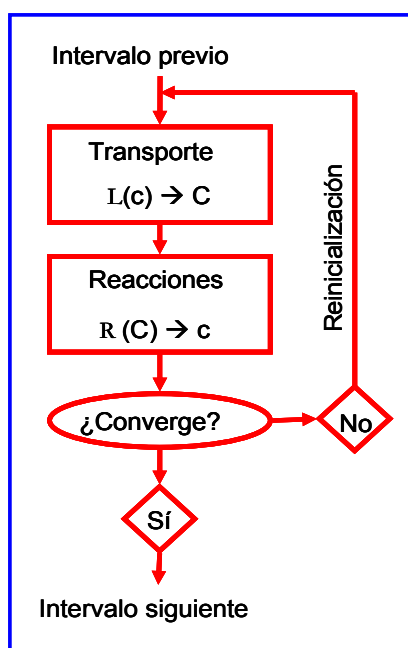 Intervalo previo
Transporte
L(c) → C
Reacciones
R (C) → c
Reinicialización
¿Converge?
No
Sí
Intervalo siguiente